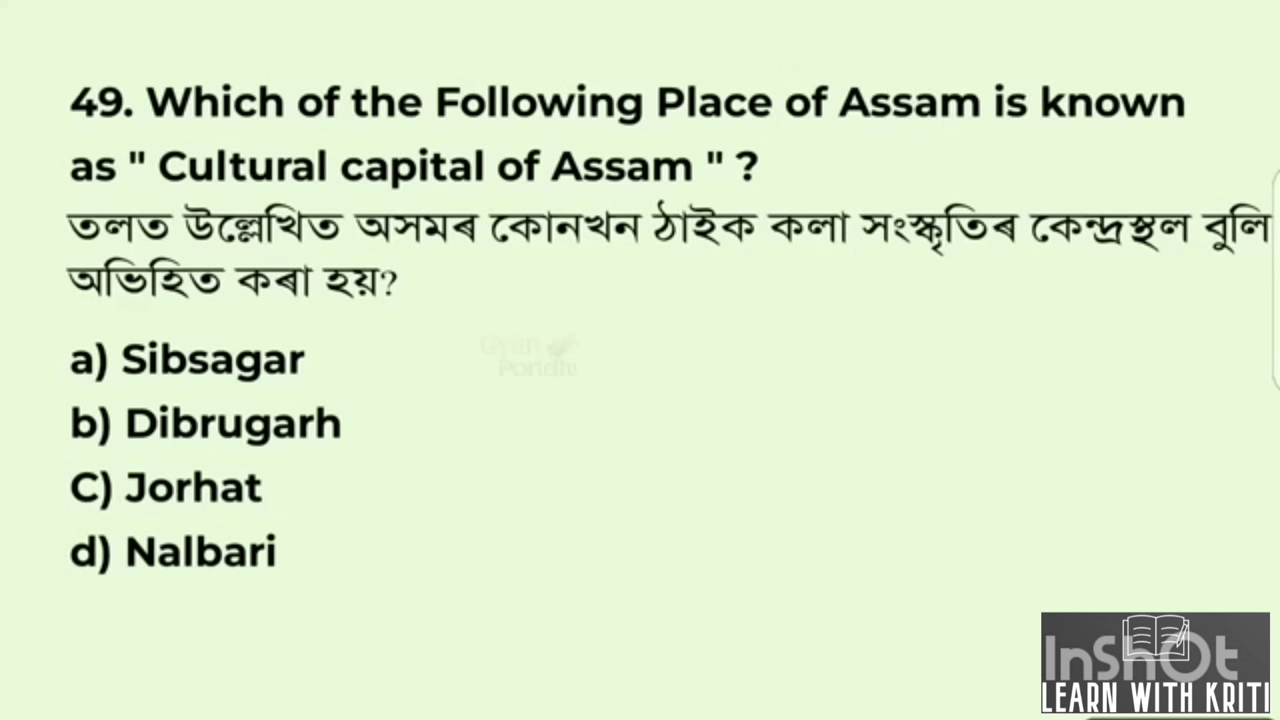 49. Which of the Following Place of Assam is known
as " Cultural capital of Assam " ?
তলত উল্লেখিত অসমৰ কোনখন ঠাইক কলা সংস্কৃতিৰ কেন্দ্ৰস্থল বুলি
অভিহিত কৰা হয়?
Gyan
a) Sibsagar
b) Dibrugarh
C) Jorhat
d) Nalbari
InShOt
LEARN WITH KRITI